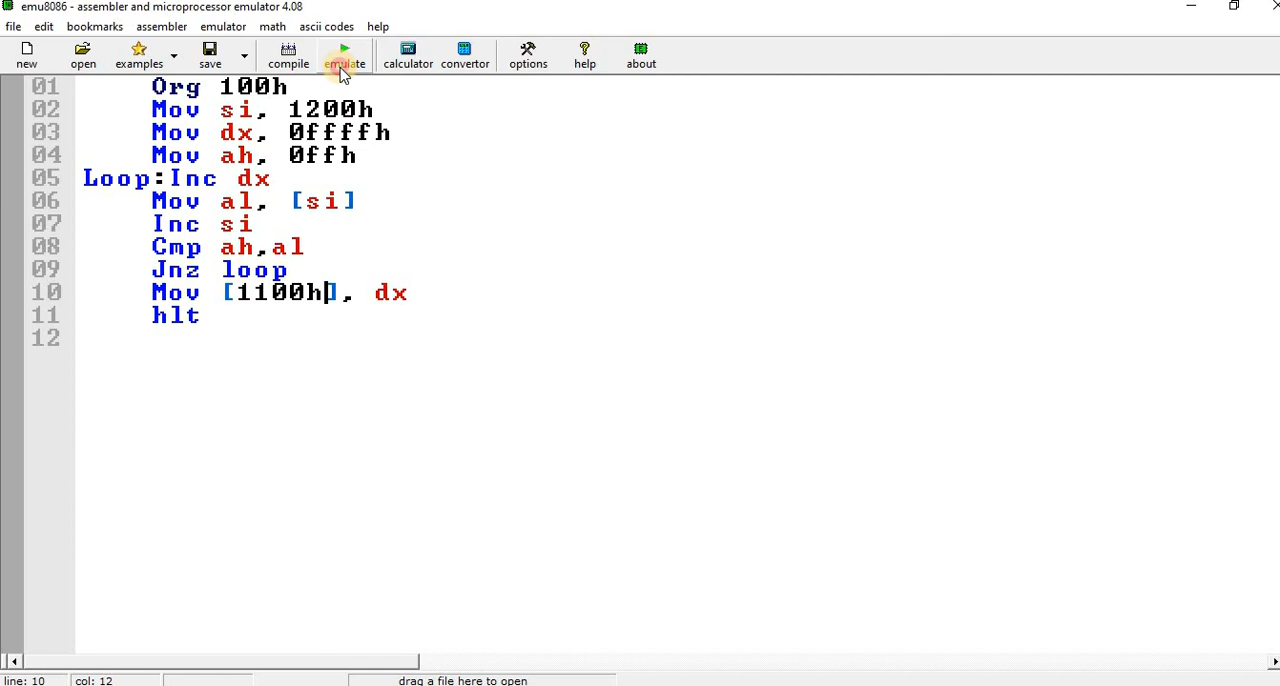 emu8086 - assembler and microprocessor emulator 4.08
file edit bookmarks assembler emulator math ascii codes help
new open examples save compile emulate calculator convertor options help about
01 Org 100h
02 Mov si, 1200h
03 Mov dx, 0ffffh
04 Mov ah, 0ffh
05 Loop:Inc dx
06 Mov al, [si]
07 Inc si
08 Cmp ah,al
09 Jnz loop
10 Mov [1100h], dx
11 hlt
12
line: 10 col: 12 drag a file here to open